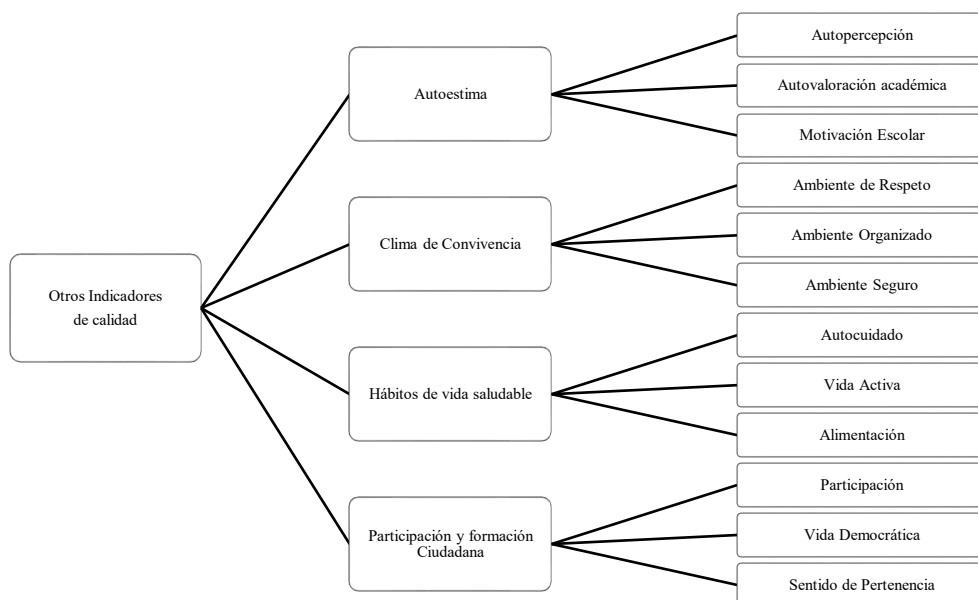 Otros Indicadores
de calidad
Autoestima
Autopercepción
Autovaloración académica
Motivación Escolar
Clima de Convivencia
Ambiente de Respeto
Ambiente Organizado
Ambiente Seguro
Hábitos de vida saludable
Autocuidado
Vida Activa
Alimentación
Participación y formación
Ciudadana
Participación
Vida Democrática
Sentido de Pertenencia